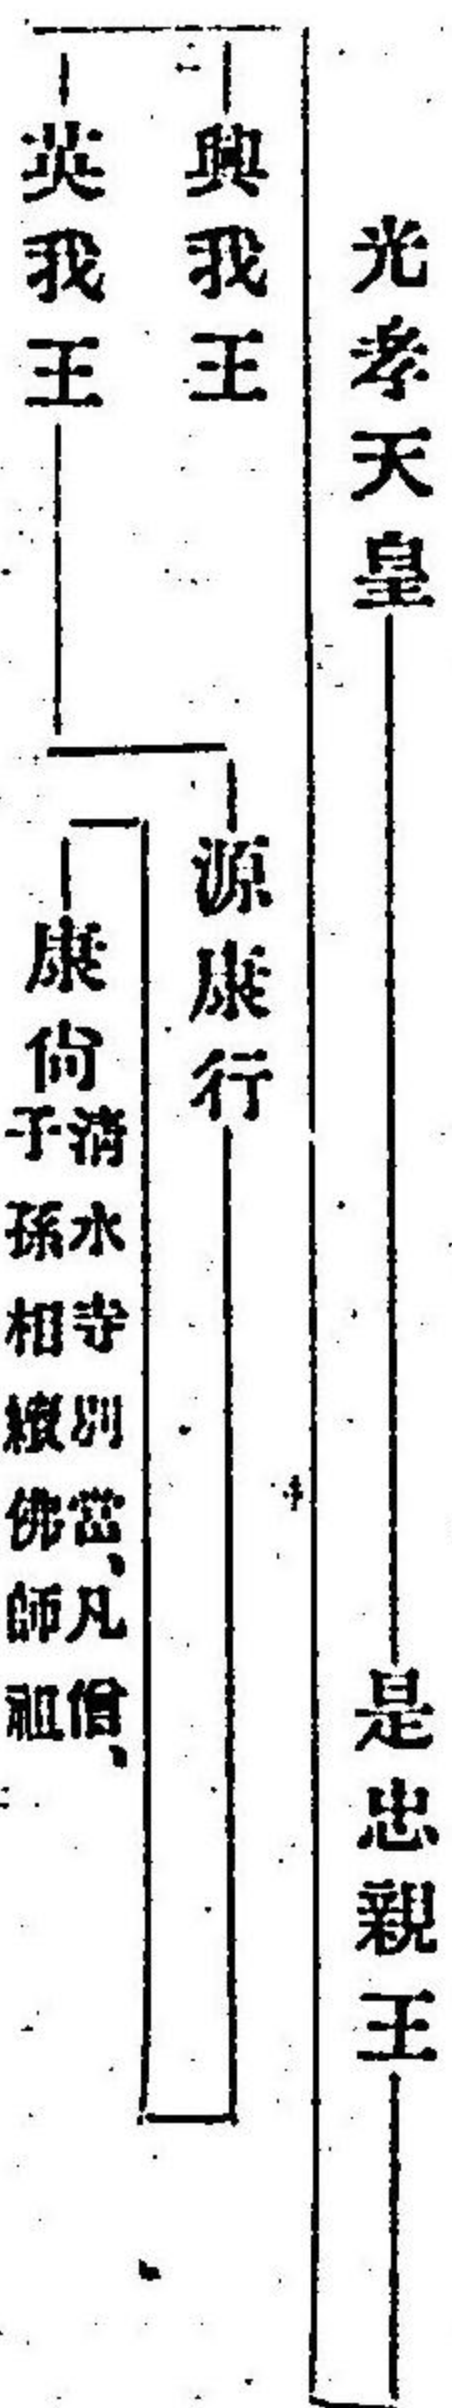 光孝天皇
是忠親王
興我王
英我王
源康行
康尙
清水寺別當、凡僧、
子孫相續佛師祖